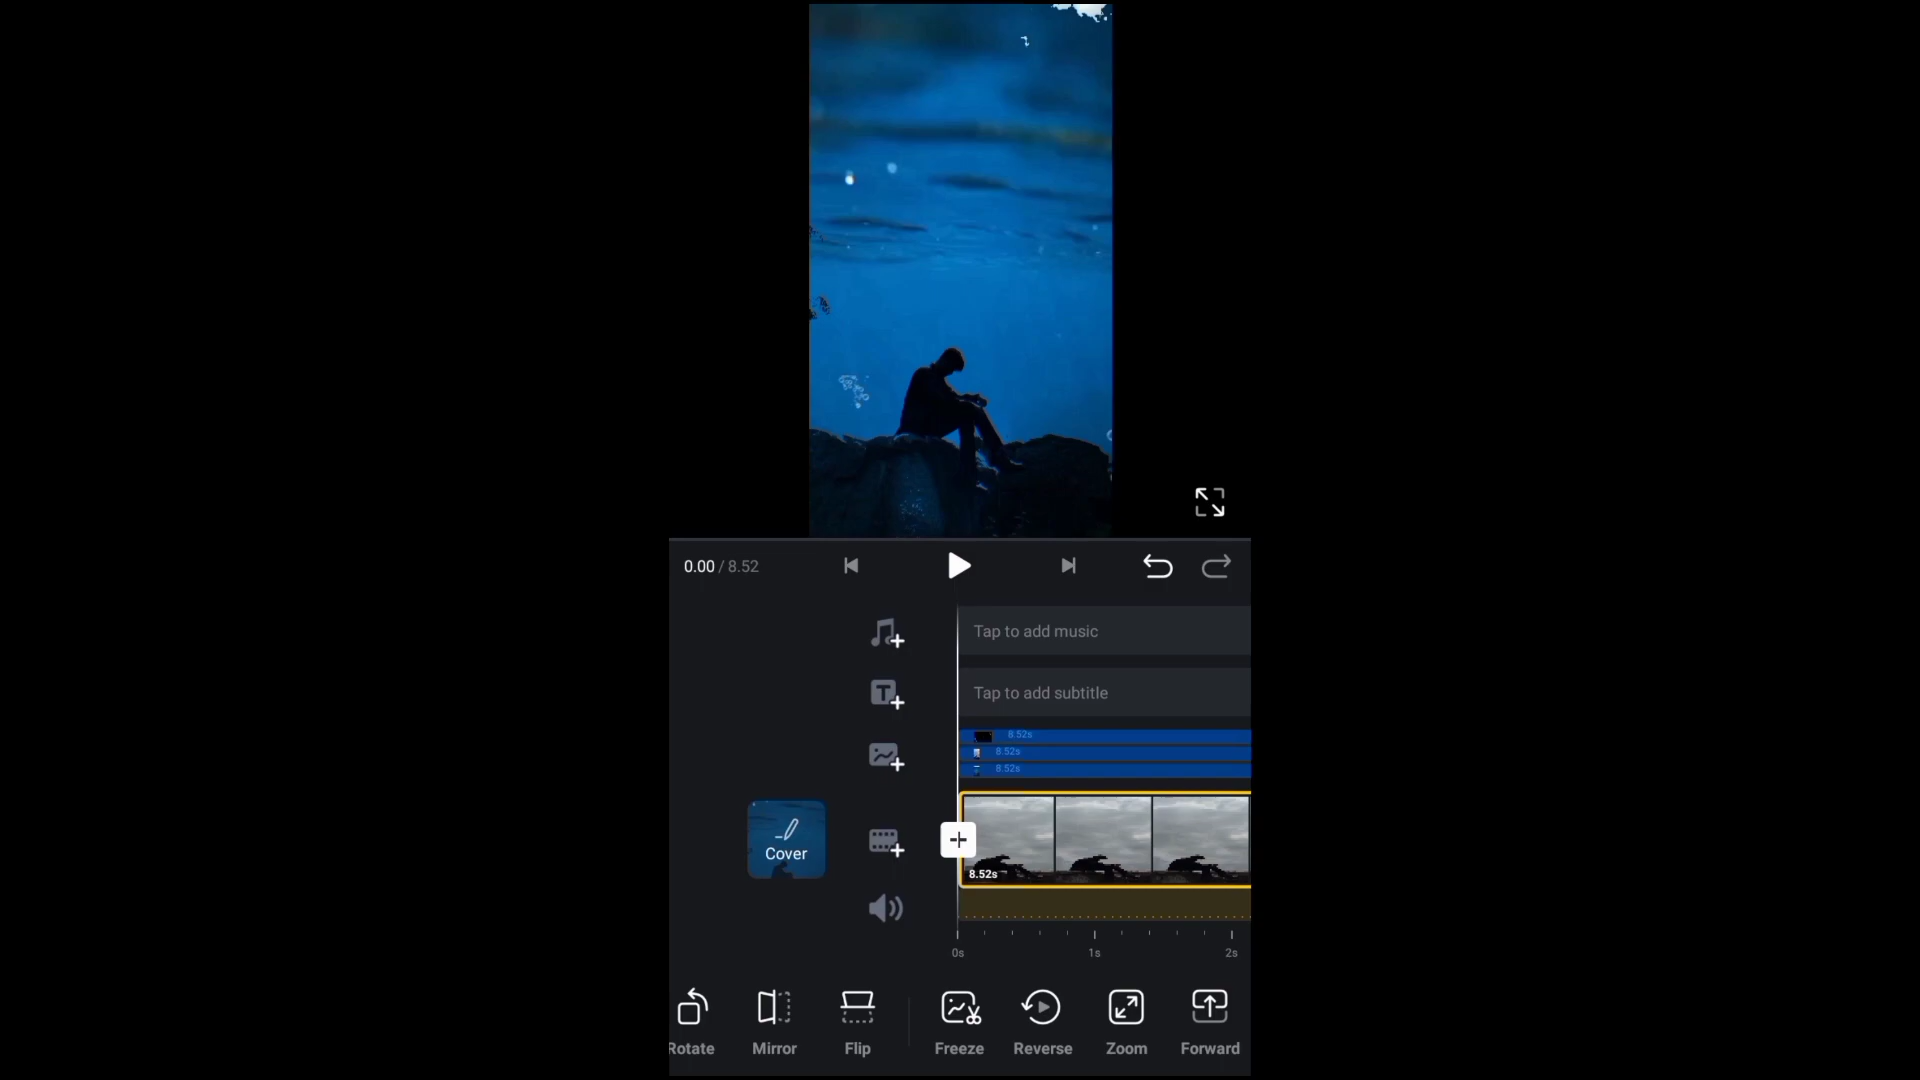 0.00 / 8.52
Tap to add music
Tap to add subtitle
8.52s
8.52s
8.52s
Cover
8.52s
0s 1s 2s
Rotate Mirror Flip Freeze Reverse Zoom Forward